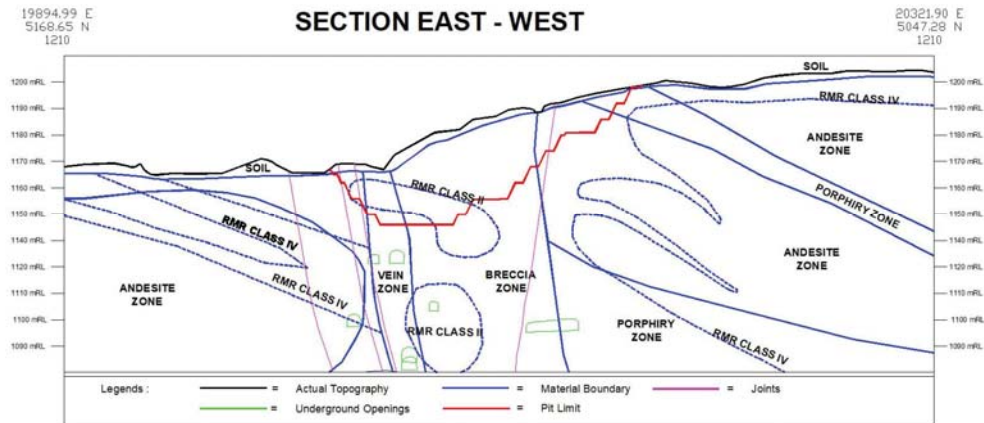 19894.99 E
5168.65 N
1210
SECTION EAST - WEST
20321.90 E
5047.28 N
1210
SOIL
1200 mRL
1200 mRL
RMR CLASS IV
1190 mRL
1190 mRL
ANDESITE
ZONE
1180 mRL
1180 mRL
1170 mRL
1170 mRL
SOIL
RMR CLASS II
1160 mRL
1160 mRL
PORPHIRY ZONE
1150 mRL
1150 mRL
RMR CLASS IV
1140 mRL
1140 mRL
ANDESITE
ZONE
1130 mRL
1130 mRL
VEIN
ZONE
BRECCIA
ZONE
1120 mRL
1120 mRL
ANDESITE
ZONE
RMR CLASS IV
1110 mRL
1110 mRL
1100 mRL
1100 mRL
RMR CLASS II
PORPHIRY
ZONE
RMR CLASS IV
1090 mRL
1090 mRL
Legends :
= Actual Topography
= Material Boundary
= Joints
= Underground Openings
= Pit Limit